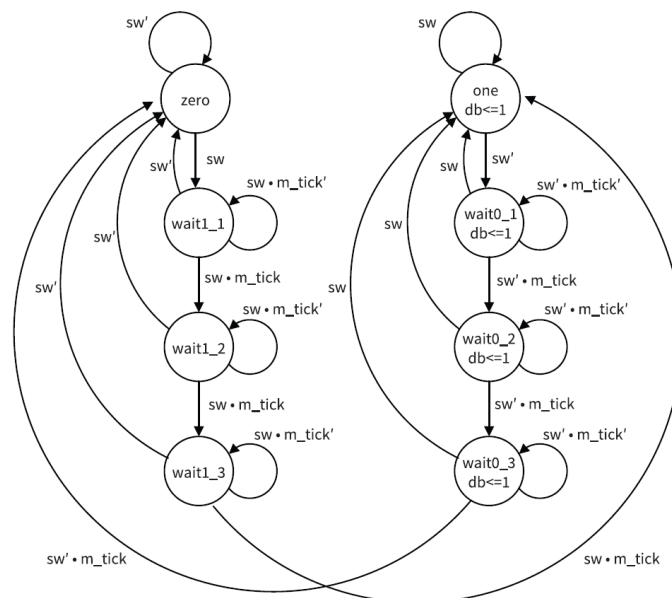 sw′
sw
zero
one
db<=1
sw′
sw
sw
sw′
sw • m_tick′
sw′ • m_tick′
wait1_1
wait0_1
db<=1
sw′
sw
sw • m_tick
sw′ • m_tick
sw • m_tick′
sw′ • m_tick′
sw′
sw
wait1_2
wait0_2
db<=1
sw • m_tick
sw′ • m_tick
sw • m_tick′
sw′ • m_tick′
wait1_3
wait0_3
db<=1
sw′ • m_tick
sw • m_tick